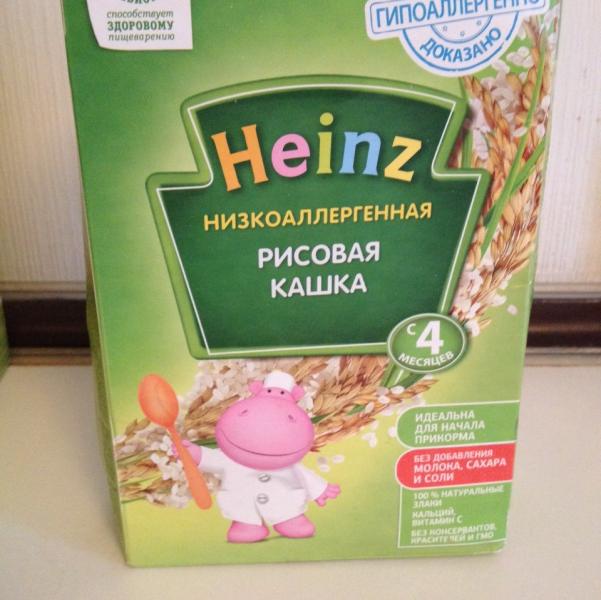 способствует
ЗДОРОВОМУ
пищеварению
ГИПОАЛЛЕРГЕННО
ДОКАЗАНО
Heinz
НИЗКОАЛЛЕРГЕННАЯ
РИСОВАЯ
КАШКА
С 4
МЕСЯЦЕВ
ИДЕАЛЬНА
ДЛЯ НАЧАЛА
ПРИКОРМА
БЕЗ ДОБАВЛЕНИЯ
МОЛОКА, САХАРА
И СОЛИ
100 % НАТУРАЛЬНЫЕ
ЗЛАКИ
КАЛЬЦИЙ,
ВИТАМИН С
БЕЗ КОНСЕРВАНТОВ,
КРАСИТЕЛЕЙ И ГМО